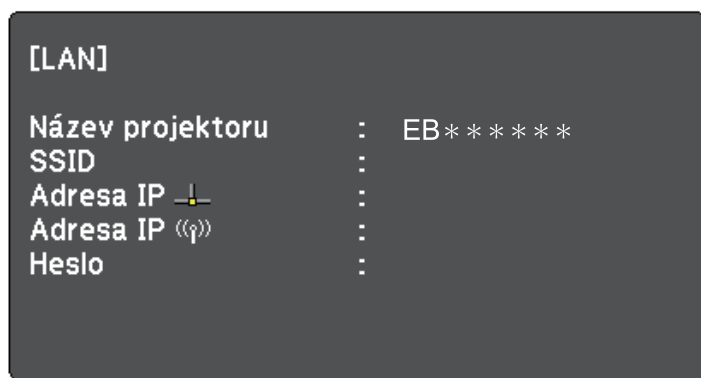 [LAN]
Název projektoru : EB******
SSID :
Adresa IP :
Adresa IP :
Heslo :